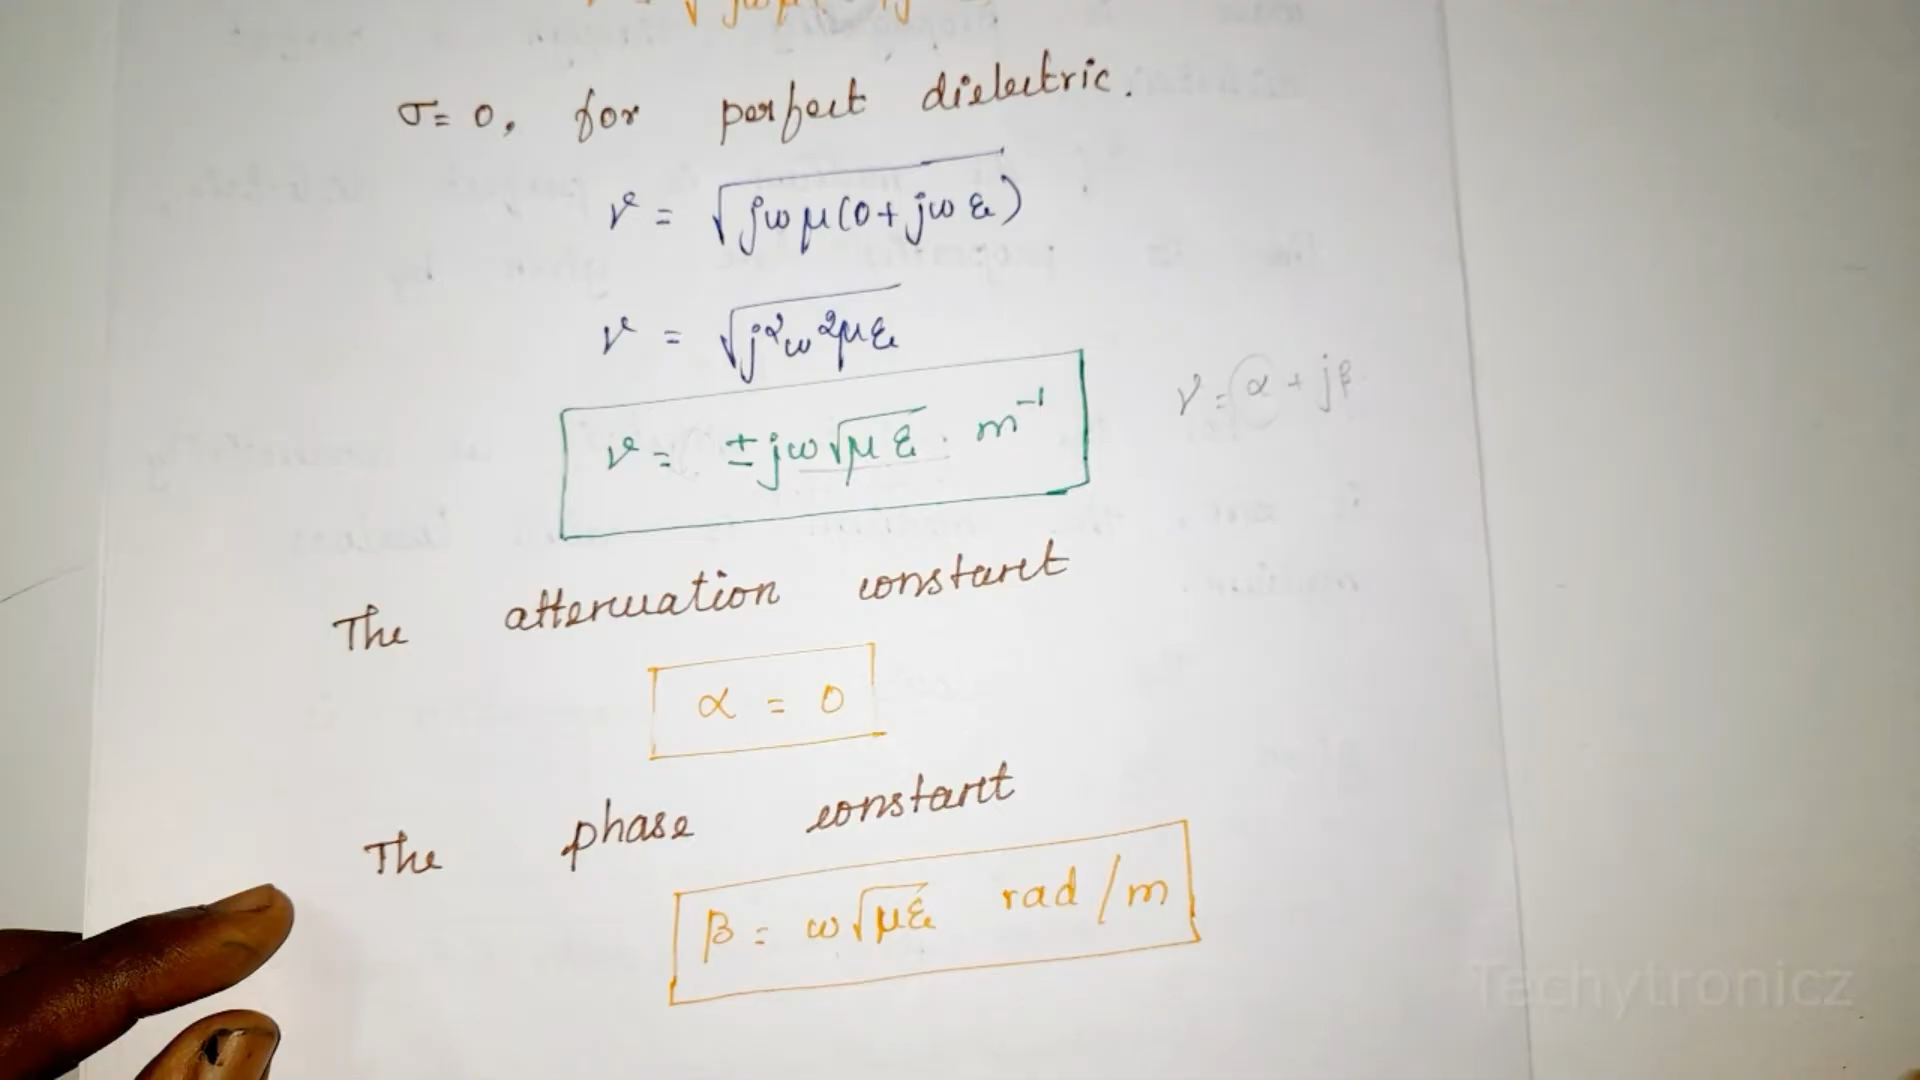 σ = 0, for perfect dielectric.
γ = √jωμ(0 + jωε)
γ = √j²ω²με
γ = ± jω√με . m⁻¹
γ = α + jβ
The attenuation constant
α = 0
The phase constant
β = ω√με rad/m
Techytronicz